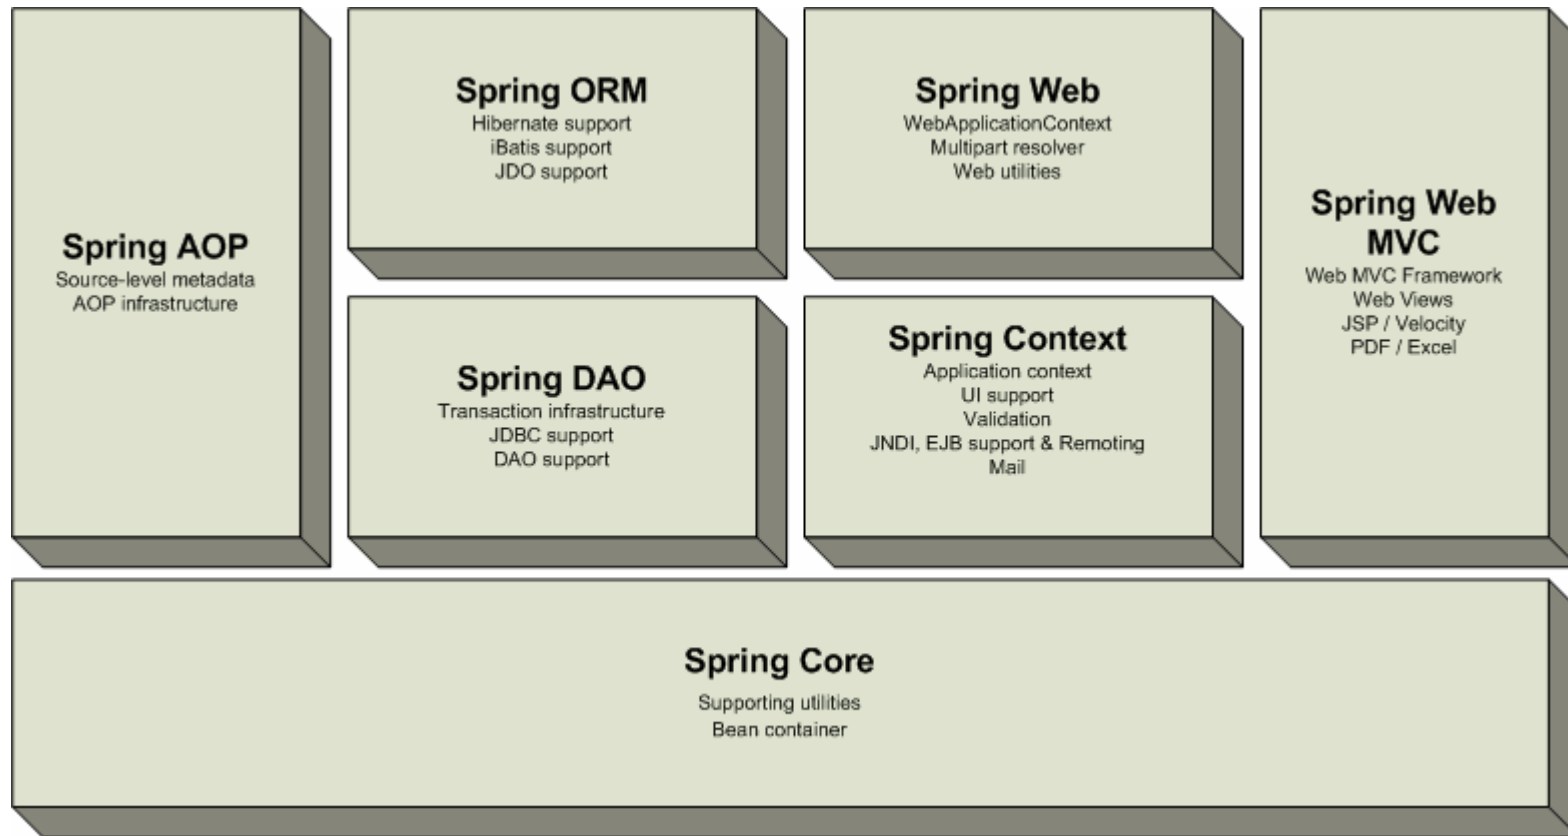 Spring AOP
Source-level metadata
AOP infrastructure
Spring ORM
Hibernate support
iBatis support
JDO support
Spring DAO
Transaction infrastructure
JDBC support
DAO support
Spring Web
WebApplicationContext
Multipart resolver
Web utilities
Spring Context
Application context
UI support
Validation
JNDI, EJB support & Remoting
Mail
Spring Web
MVC
Web MVC Framework
Web Views
JSP / Velocity
PDF / Excel
Spring Core
Supporting utilities
Bean container